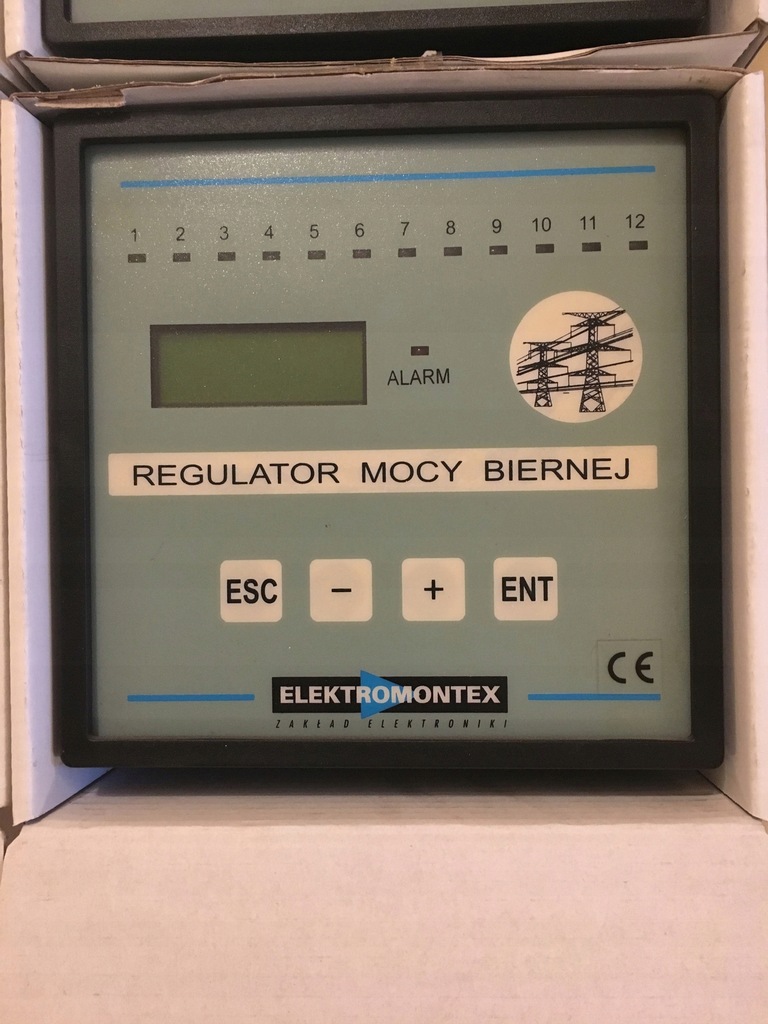 1 2 3 4 5 6 7 8 9 10 11 12
ALARM
REGULATOR MOCY BIERNEJ
ESC - + ENT
CE
ELEKTROMONTEX
ZAKŁAD ELEKTRONIKI